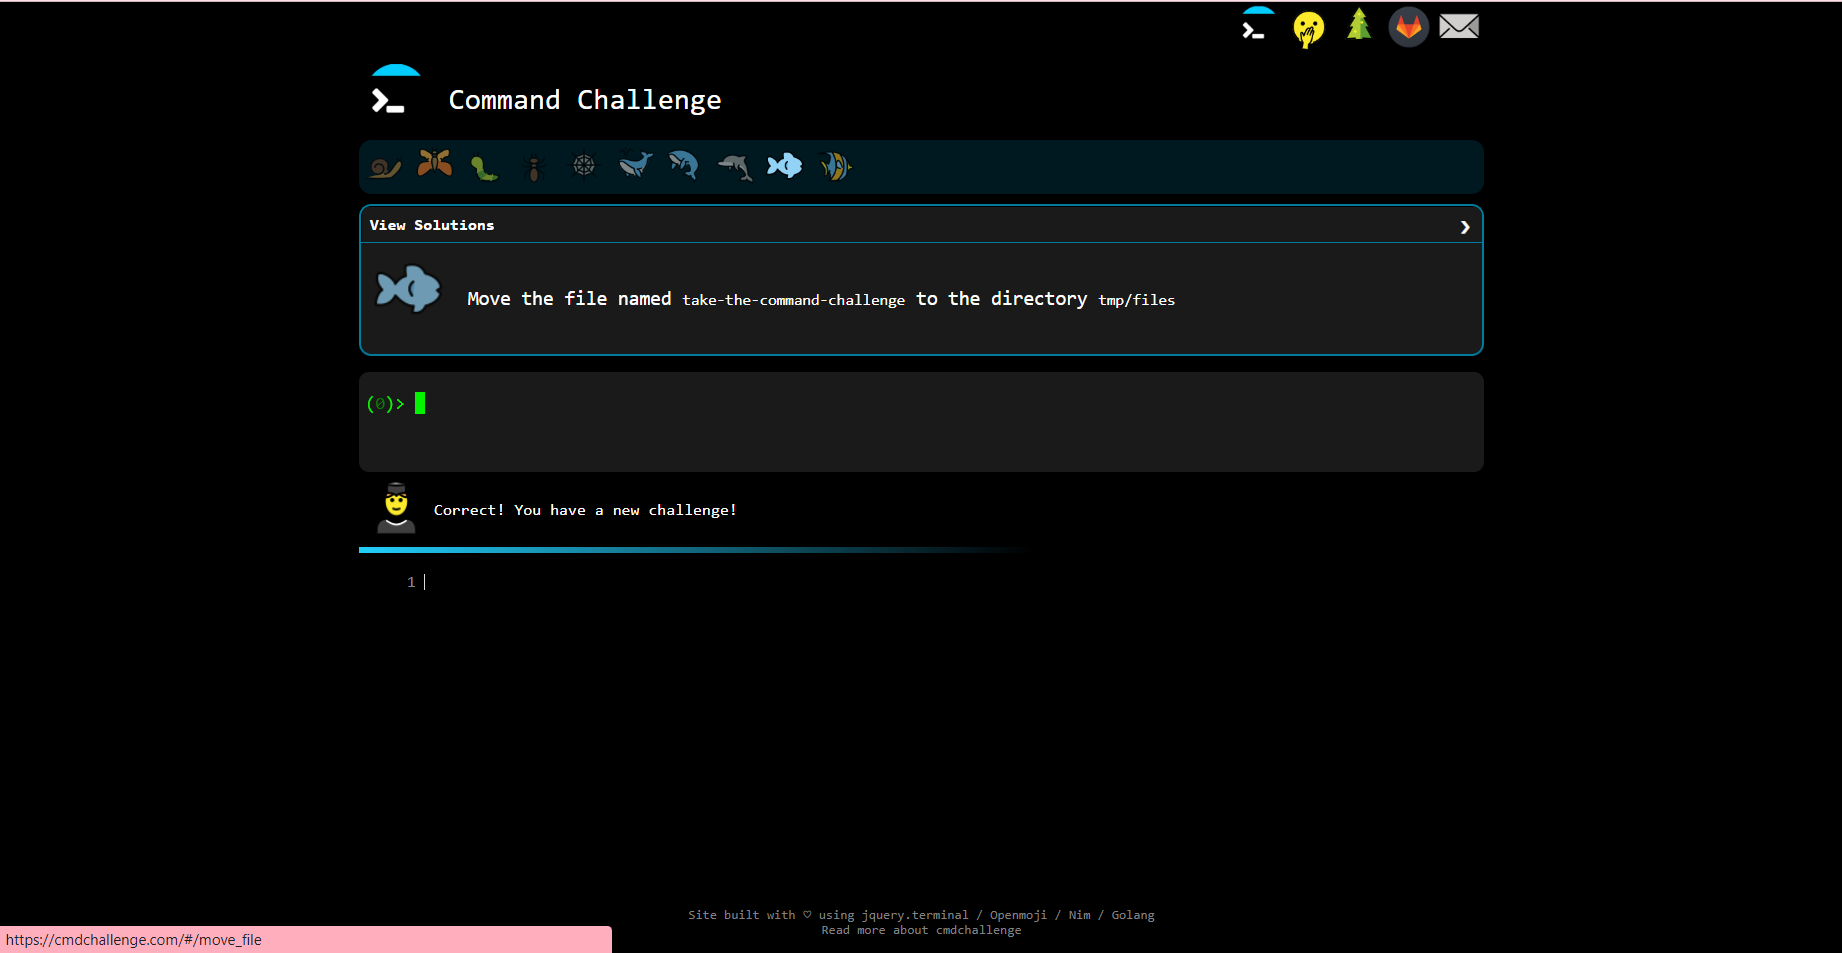 Command Challenge
View Solutions
Move the file named take-the-command-challenge to the directory tmp/files
(0)>
Correct! You have a new challenge!
1
Site built with ♡ using jquery.terminal / Openmoji / Nim / Golang
Read more about cmdchallenge
https://cmdchallenge.com/#/move_file